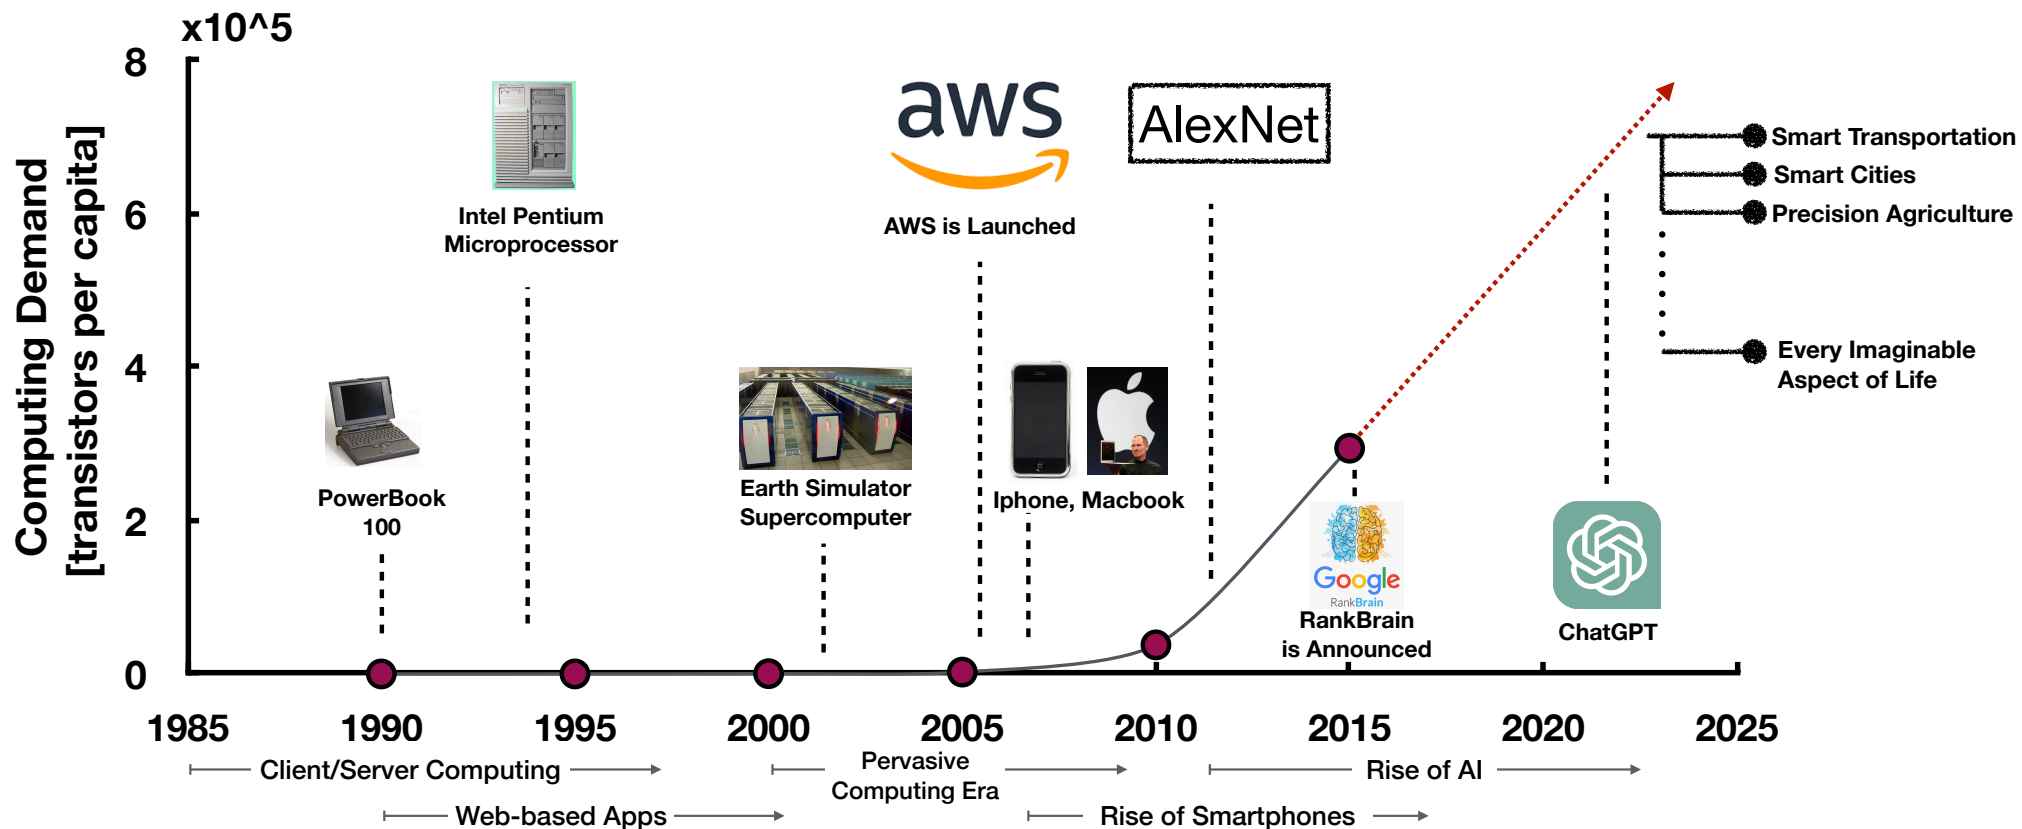 x10^5
8
6
4
2
0
Computing Demand
[transistors per capita]
Intel Pentium
Microprocessor
PowerBook
100
aws
AWS is Launched
Earth Simulator
Supercomputer
Iphone, Macbook
AlexNet
Google
RankBrain
RankBrain
is Announced
ChatGPT
Smart Transportation
Smart Cities
Precision Agriculture
Every Imaginable
Aspect of Life
1985
1990
1995
2000
2005
2010
2015
2020
2025
Client/Server Computing
Web-based Apps
Pervasive
Computing Era
Rise of Smartphones
Rise of AI